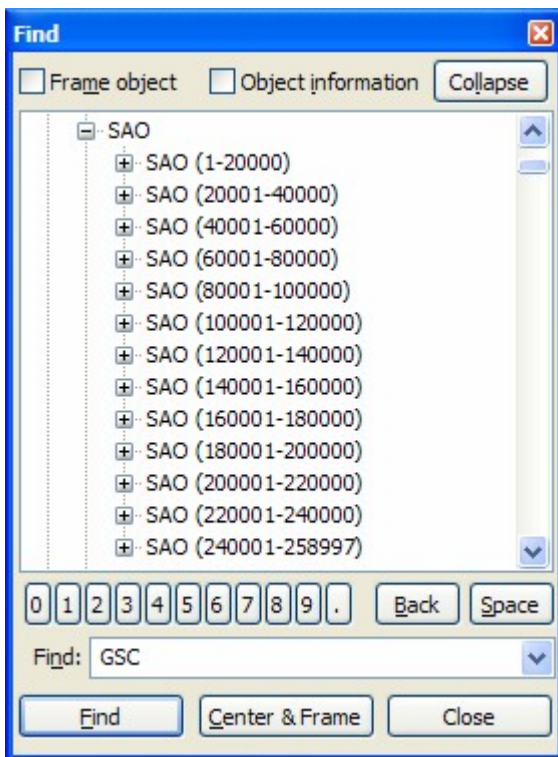 Find
Frame object Object information Collapse
SAO
SAO (1-20000)
SAO (20001-40000)
SAO (40001-60000)
SAO (60001-80000)
SAO (80001-100000)
SAO (100001-120000)
SAO (120001-140000)
SAO (140001-160000)
SAO (160001-180000)
SAO (180001-200000)
SAO (200001-220000)
SAO (220001-240000)
SAO (240001-258997)
0 1 2 3 4 5 6 7 8 9 . Back Space
Find: GSC
Find Center & Frame Close